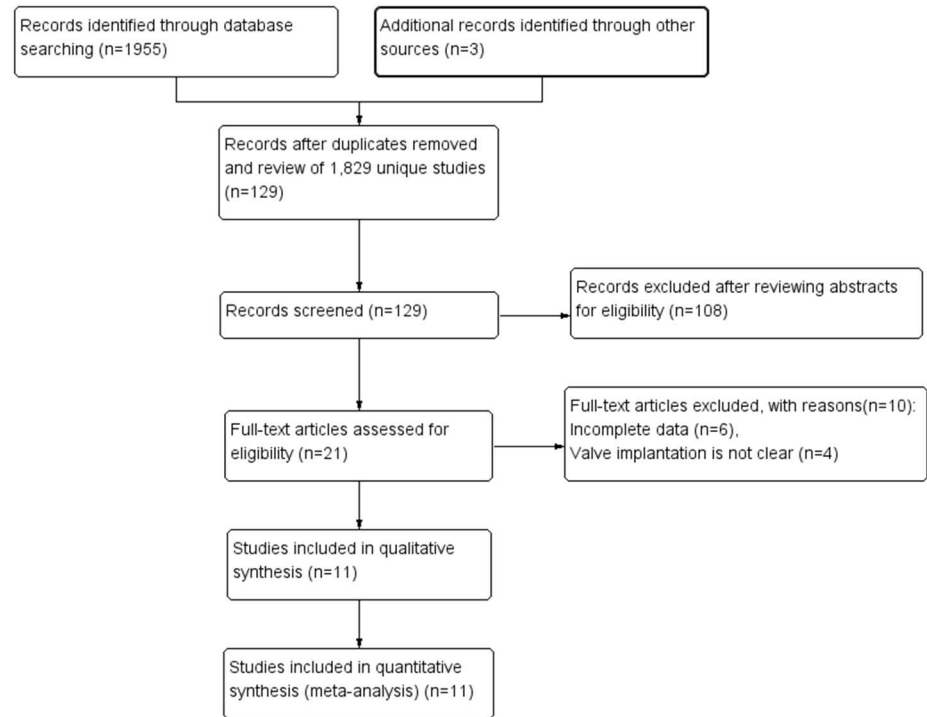 Records identified through database
searching (n=1955)
Additional records identified through other
sources (n=3)
Records after duplicates removed
and review of 1,829 unique studies
(n=129)
Records screened (n=129)
Records excluded after reviewing abstracts
for eligibility (n=108)
Full-text articles assessed for
eligibility (n=21)
Full-text articles excluded, with reasons(n=10):
Incomplete data (n=6),
Valve implantation is not clear (n=4)
Studies included in qualitative
synthesis (n=11)
Studies included in quantitative
synthesis (meta-analysis) (n=11)